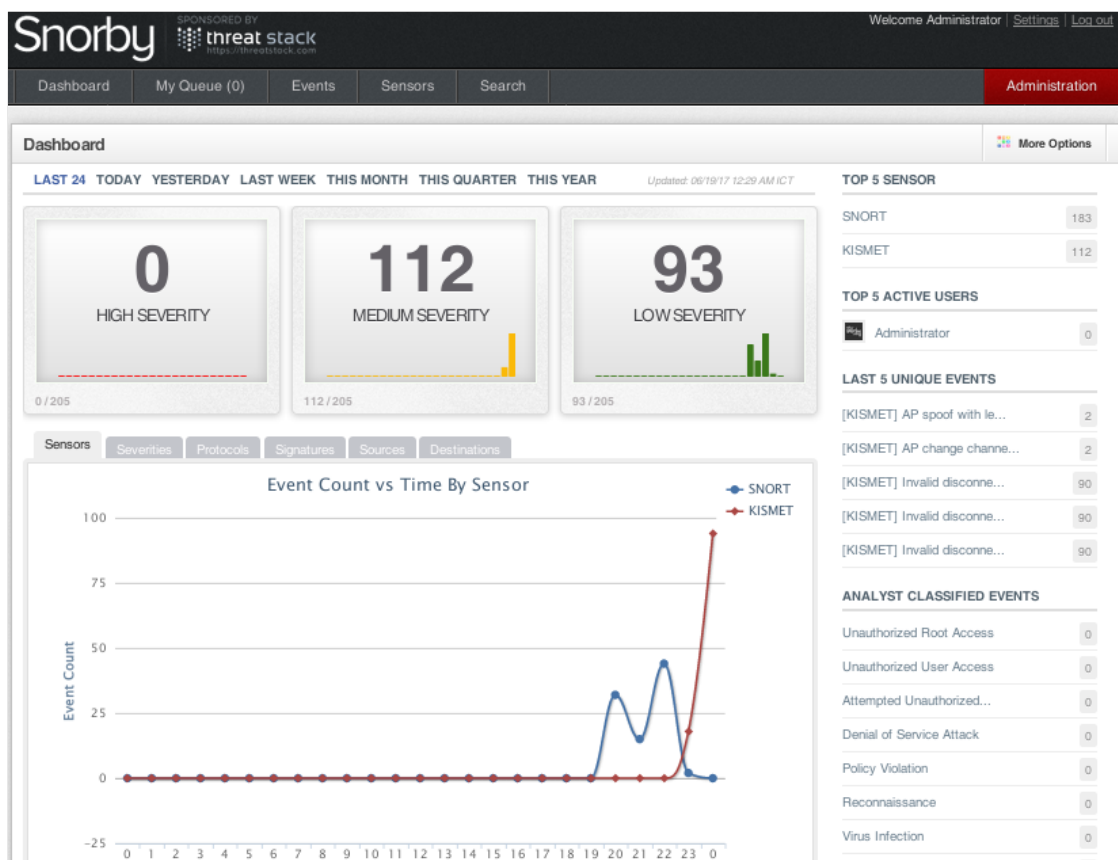 Snorby
SPONSORED BY
threat stack
https://threatstack.com
Welcome Administrator | Settings | Log out
Dashboard
My Queue (0)
Events
Sensors
Search
Administration
Dashboard
More Options
LAST 24 TODAY YESTERDAY LAST WEEK THIS MONTH THIS QUARTER THIS YEAR
Updated: 06/19/17 12:29 AM ICT
0
HIGH SEVERITY
0 / 205
112
MEDIUM SEVERITY
112 / 205
93
LOW SEVERITY
93 / 205
Sensors
Severities
Protocols
Signatures
Sources
Destinations
Event Count vs Time By Sensor
SNORT
KISMET
Event Count
100
75
50
25
0
-25
0 1 2 3 4 5 6 7 8 9 10 11 12 13 14 15 16 17 18 19 20 21 22 23 0
TOP 5 SENSOR
SNORT 183
KISMET 112
TOP 5 ACTIVE USERS
Administrator 0
LAST 5 UNIQUE EVENTS
[KISMET] AP spoof with le... 2
[KISMET] AP change channe... 2
[KISMET] Invalid disconne... 90
[KISMET] Invalid disconne... 90
[KISMET] Invalid disconne... 90
ANALYST CLASSIFIED EVENTS
Unauthorized Root Access 0
Unauthorized User Access 0
Attempted Unauthorized... 0
Denial of Service Attack 0
Policy Violation 0
Reconnaissance 0
Virus Infection 0